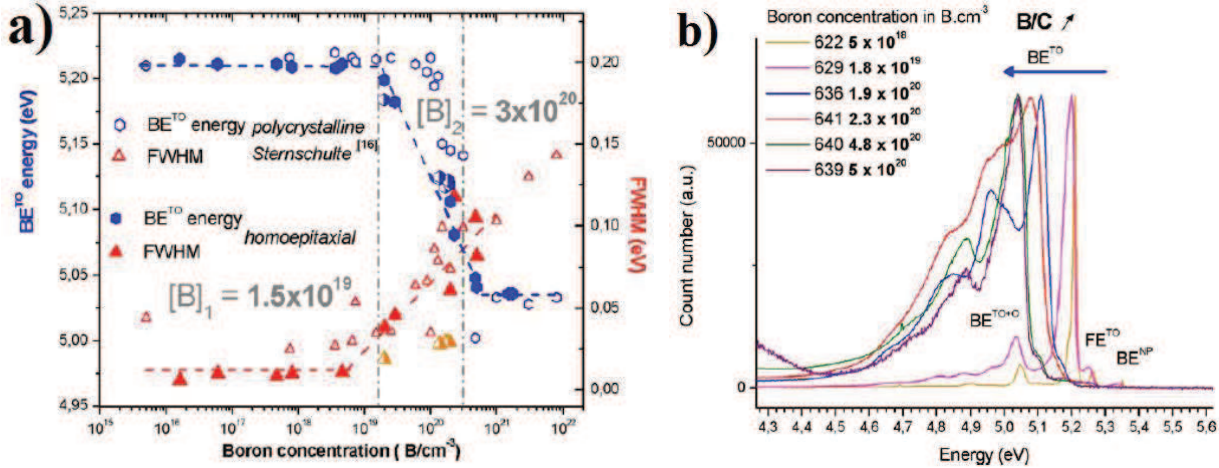 a)
BE^TO energy (eV)
5,25
5,20
5,15
5,10
5,05
5,00
4,95
BE^TO energy polycrystalline
FWHM Sternschulte [16]
BE^TO energy
homoepitaxial
FWHM
[B]₁ = 1.5x10^19
[B]₂ = 3x10^20
0,20
0,15
0,10
0,05
0,00
FWHM (eV)
10^15 10^16 10^17 10^18 10^19 10^20 10^21 10^22
Boron concentration ( B/cm⁻³)
b)
Boron concentration in B.cm^3
622 5 x 10^18
629 1.8 x 10^19
636 1.9 x 10^20
641 2.3 x 10^20
640 4.8 x 10^20
639 5 x 10^20
B/C ↗
BE^TO
BE^TO+O
FE^TO
BE^NP
Count number (a.u.)
50000
0
4,3 4,4 4,5 4,6 4,7 4,8 4,9 5,0 5,1 5,2 5,3 5,4 5,5
Energy (eV)